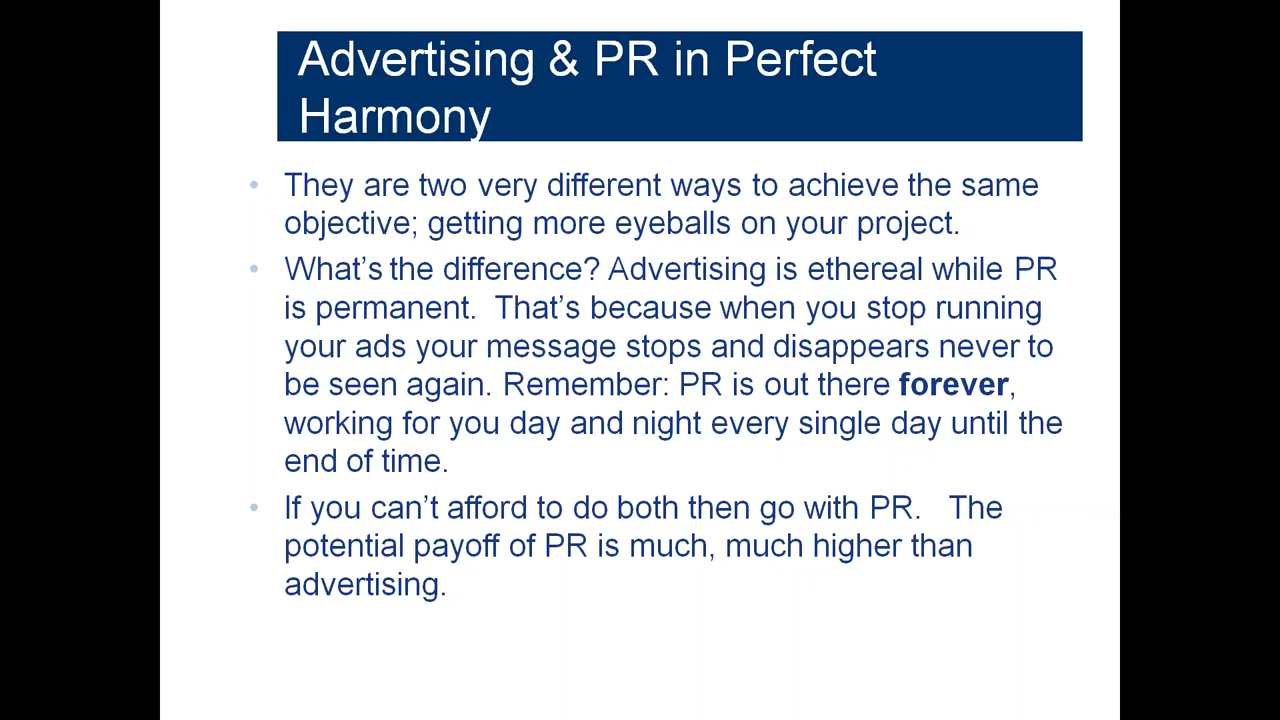 Advertising & PR in Perfect
Harmony
• They are two very different ways to achieve the same
objective; getting more eyeballs on your project.
• What’s the difference? Advertising is ethereal while PR
is permanent.  That’s because when you stop running
your ads your message stops and disappears never to
be seen again. Remember: PR is out there forever,
working for you day and night every single day until the
end of time.
• If you can’t afford to do both then go with PR.   The
potential payoff of PR is much, much higher than
advertising.